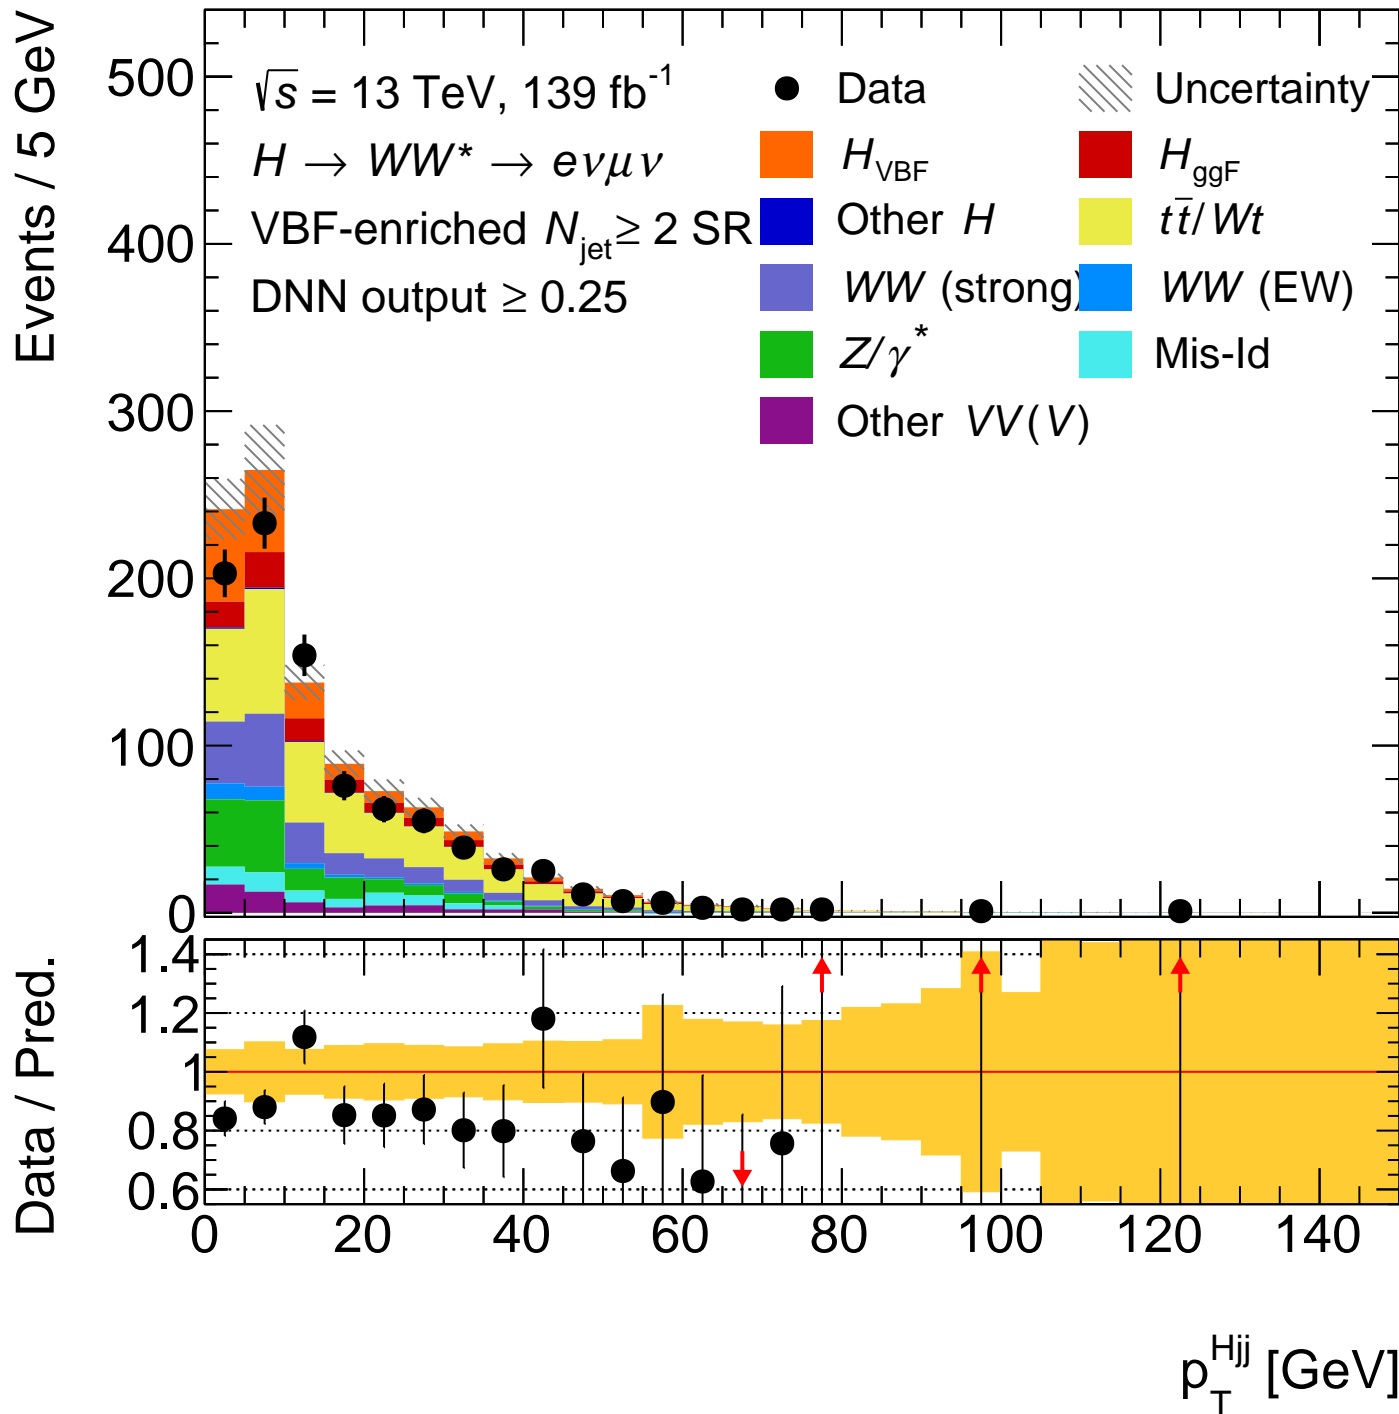 Events / 5 GeV
500
400
300
200
100
0
√s = 13 TeV, 139 fb⁻¹
H → WW* → eνμν
VBF-enriched N_jet ≥ 2 SR
DNN output ≥ 0.25
Data
Uncertainty
H_VBF
H_ggF
Other H
tt̄/Wt
WW (strong)
WW (EW)
Z/γ*
Mis-Id
Other VV(V)
Data / Pred.
1.4
1.2
1
0.8
0.6
0 20 40 60 80 100 120 140
p_T^Hjj [GeV]